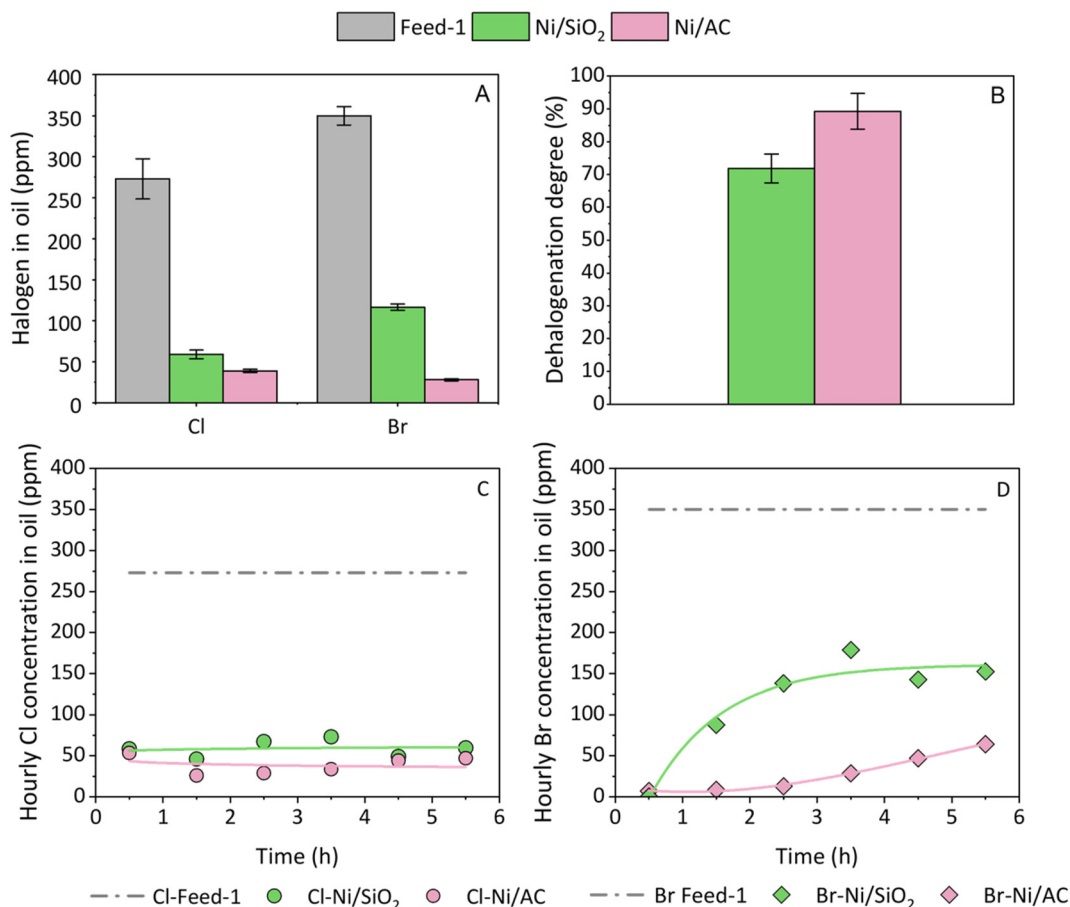 Feed-1 Ni/SiO₂ Ni/AC
A
Halogen in oil (ppm)
400
350
300
250
200
150
100
50
0
Cl Br
B
Dehalogenation degree (%)
100
90
80
70
60
50
40
30
20
10
0
C
Hourly Cl concentration in oil (ppm)
400
350
300
250
200
150
100
50
0
0 1 2 3 4 5 6
Time (h)
D
Hourly Br concentration in oil (ppm)
400
350
300
250
200
150
100
50
0
0 1 2 3 4 5 6
Time (h)
Cl-Feed-1 Cl-Ni/SiO₂ Cl-Ni/AC
Br Feed-1 Br-Ni/SiO₂ Br-Ni/AC